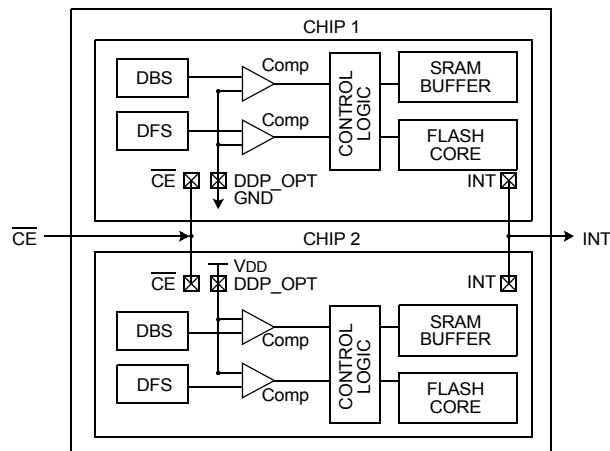 CHIP 1
DBS
Comp
CONTROL
LOGIC
SRAM
BUFFER
DFS
Comp
FLASH
CORE
CE
DDP_OPT
GND
INT
CE
CHIP 2
INT
CE
VDD
DDP_OPT
INT
DBS
Comp
CONTROL
LOGIC
SRAM
BUFFER
DFS
Comp
FLASH
CORE